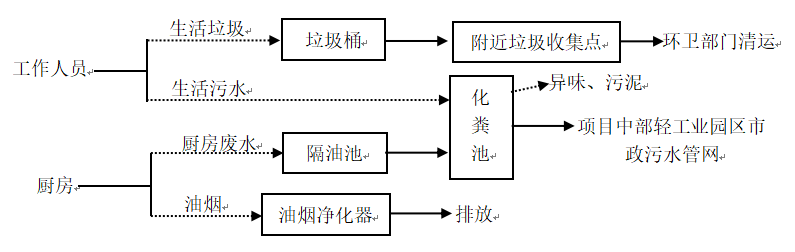 生活垃圾
垃圾桶
附近垃圾收集点
环卫部门清运
工作人员
生活污水
化粪池
异味、污泥
项目中部轻工业园区市
政污水管网
厨房废水
隔油池
厨房
油烟
油烟净化器
排放